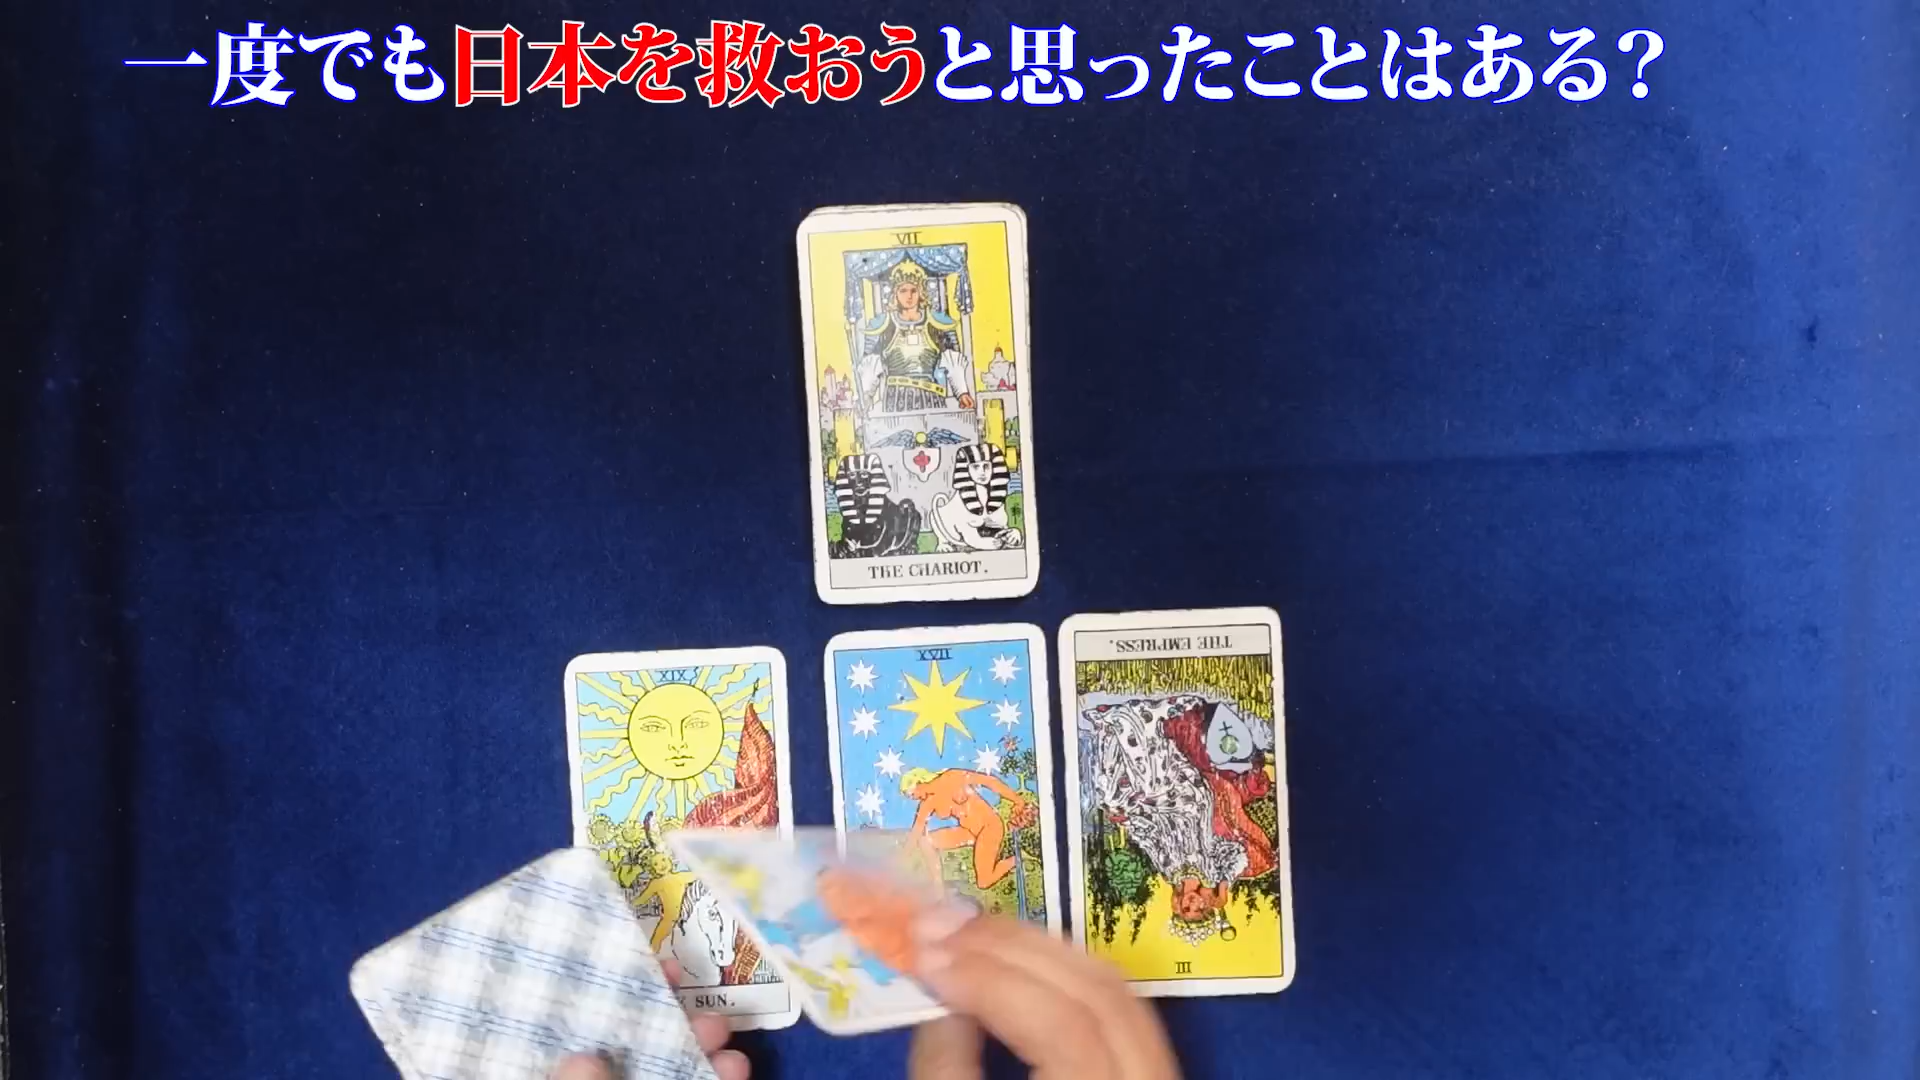 一度でも日本を救おうと思ったことはある?
VII
THE CHARIOT.
XIX
XVII
THE EMPRESS.
III
SUN.